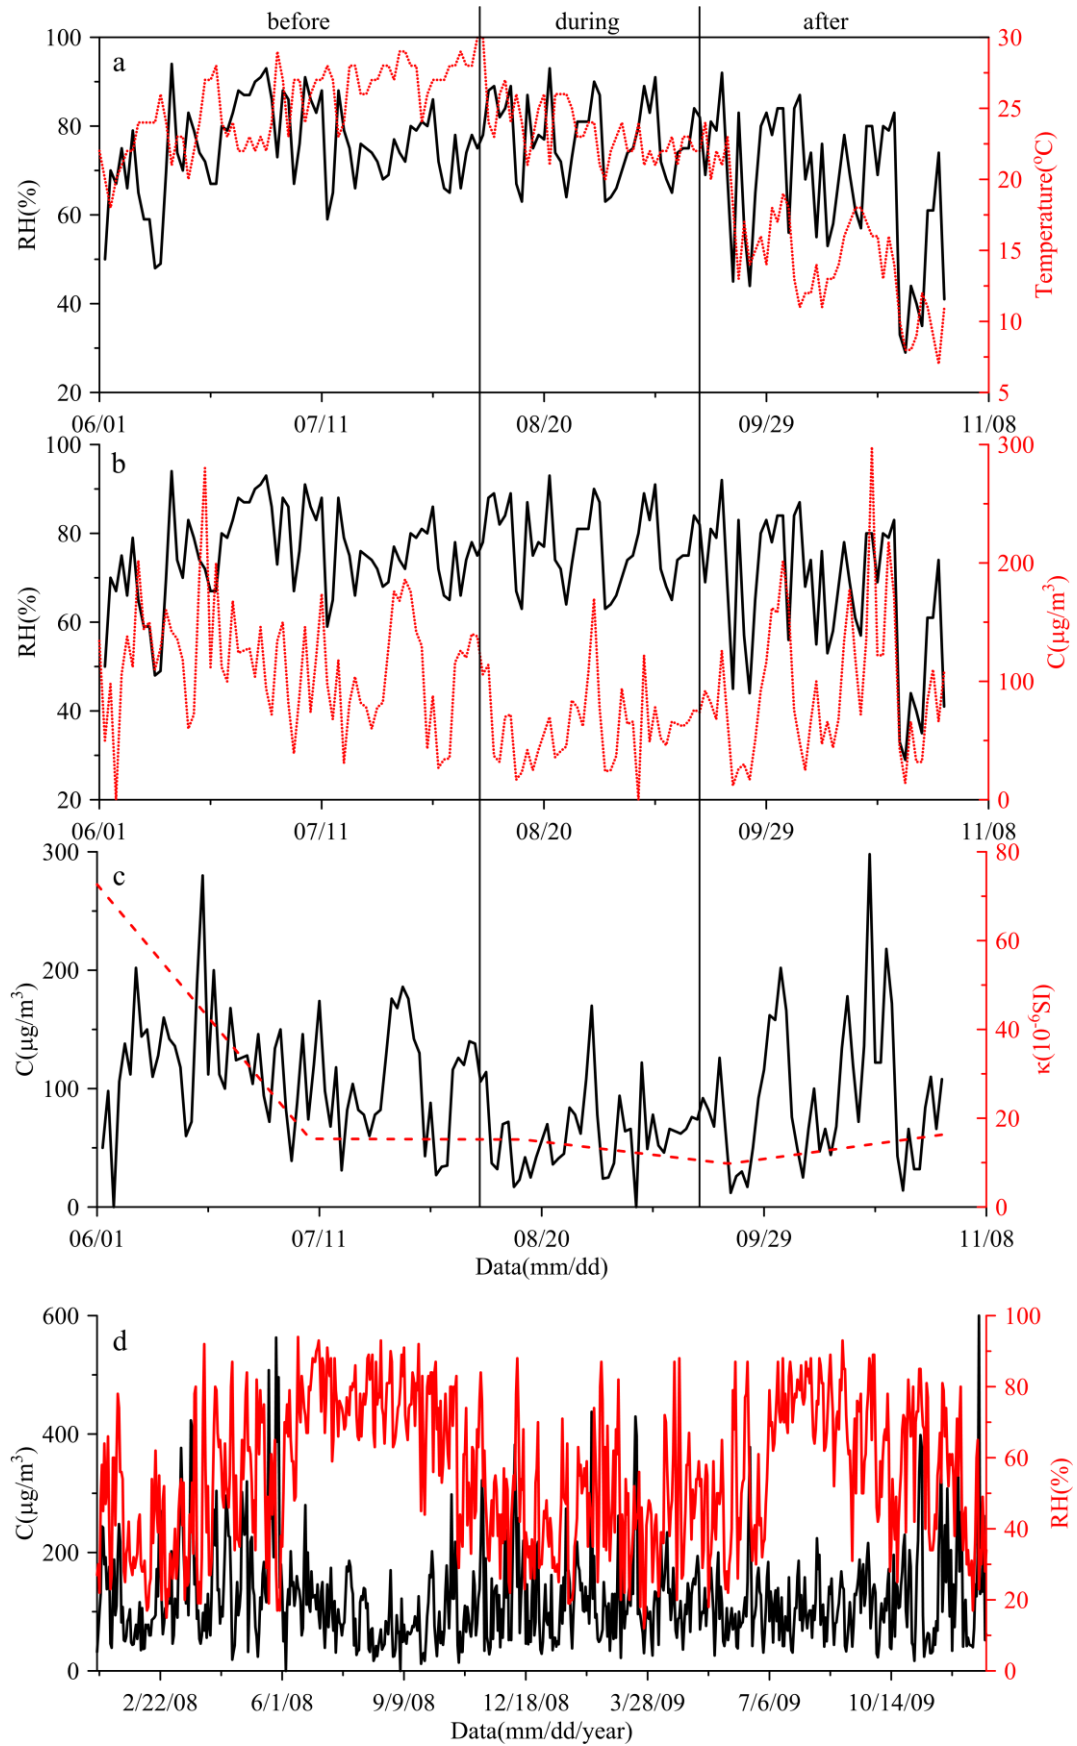 before during after
a
100 80 60 40 20
RH(%)
30 25 20 15 10 5
Temperature(°C)
06/01 07/11 08/20 09/29 11/08
b
100 80 60 40 20
RH(%)
300 200 100 0
C(μg/m³)
06/01 07/11 08/20 09/29 11/08
c
300 200 100 0
C(μg/m³)
80 60 40 20 0
κ(10⁻⁶SI)
06/01 07/11 08/20 09/29 11/08
Data(mm/dd)
d
600 400 200 0
C(μg/m³)
100 80 60 40 20 0
RH(%)
2/22/08 6/1/08 9/9/08 12/18/08 3/28/09 7/6/09 10/14/09
Data(mm/dd/year)